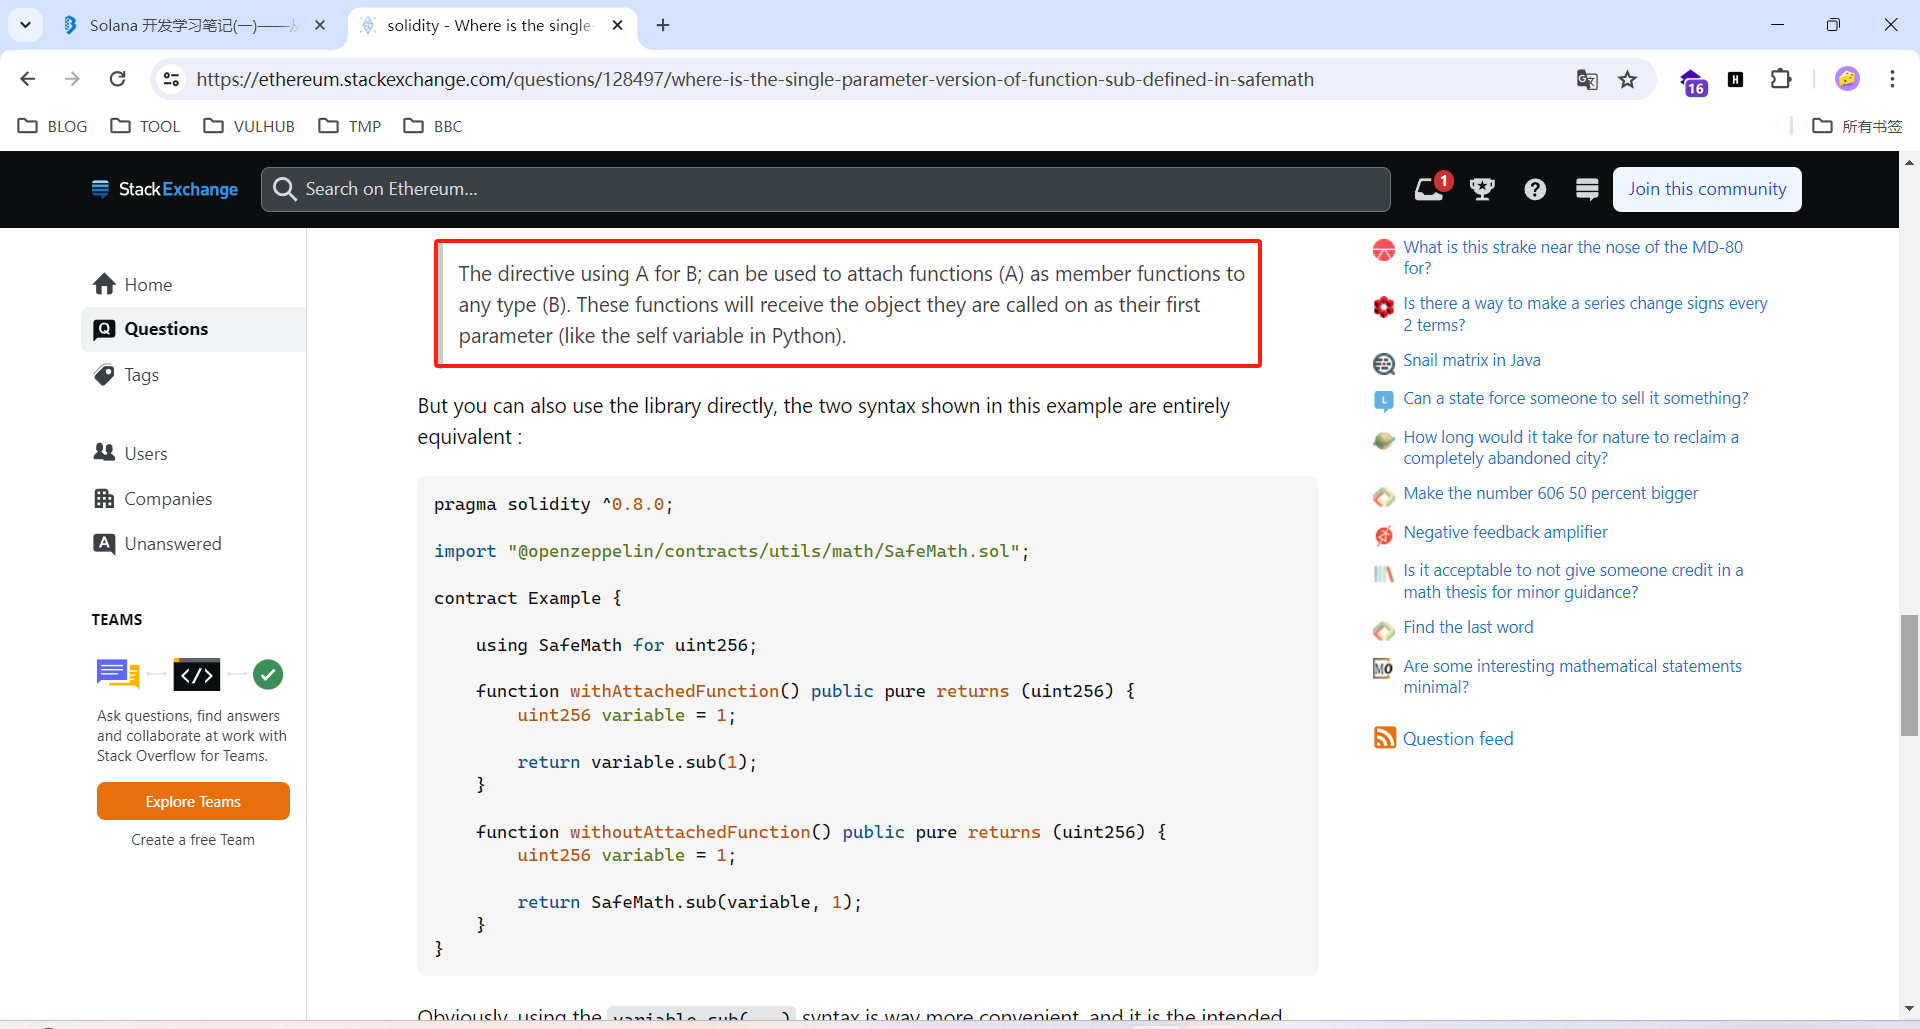 Solana 开发学习笔记(一)——
solidity - Where is the single-
https://ethereum.stackexchange.com/questions/128497/where-is-the-single-parameter-version-of-function-sub-defined-in-safemath
16
BLOG
TOOL
VULHUB
TMP
BBC
所有书签
StackExchange
Search on Ethereum...
1
Join this community
Home
Questions
Tags
Users
Companies
Unanswered
TEAMS
Ask questions, find answers
and collaborate at work with
Stack Overflow for Teams.
Explore Teams
Create a free Team
The directive using A for B; can be used to attach functions (A) as member functions to
any type (B). These functions will receive the object they are called on as their first
parameter (like the self variable in Python).
But you can also use the library directly, the two syntax shown in this example are entirely
equivalent :
pragma solidity ^0.8.0;
import "@openzeppelin/contracts/utils/math/SafeMath.sol";
contract Example {
using SafeMath for uint256;
function withAttachedFunction() public pure returns (uint256) {
uint256 variable = 1;
return variable.sub(1);
}
function withoutAttachedFunction() public pure returns (uint256) {
uint256 variable = 1;
return SafeMath.sub(variable, 1);
}
}
Obviously, using the variable.sub(...) syntax is way more convenient, and it is the intended
What is this strake near the nose of the MD-80
for?
Is there a way to make a series change signs every
2 terms?
Snail matrix in Java
Can a state force someone to sell it something?
How long would it take for nature to reclaim a
completely abandoned city?
Make the number 606 50 percent bigger
Negative feedback amplifier
Is it acceptable to not give someone credit in a
math thesis for minor guidance?
Find the last word
Are some interesting mathematical statements
minimal?
Question feed